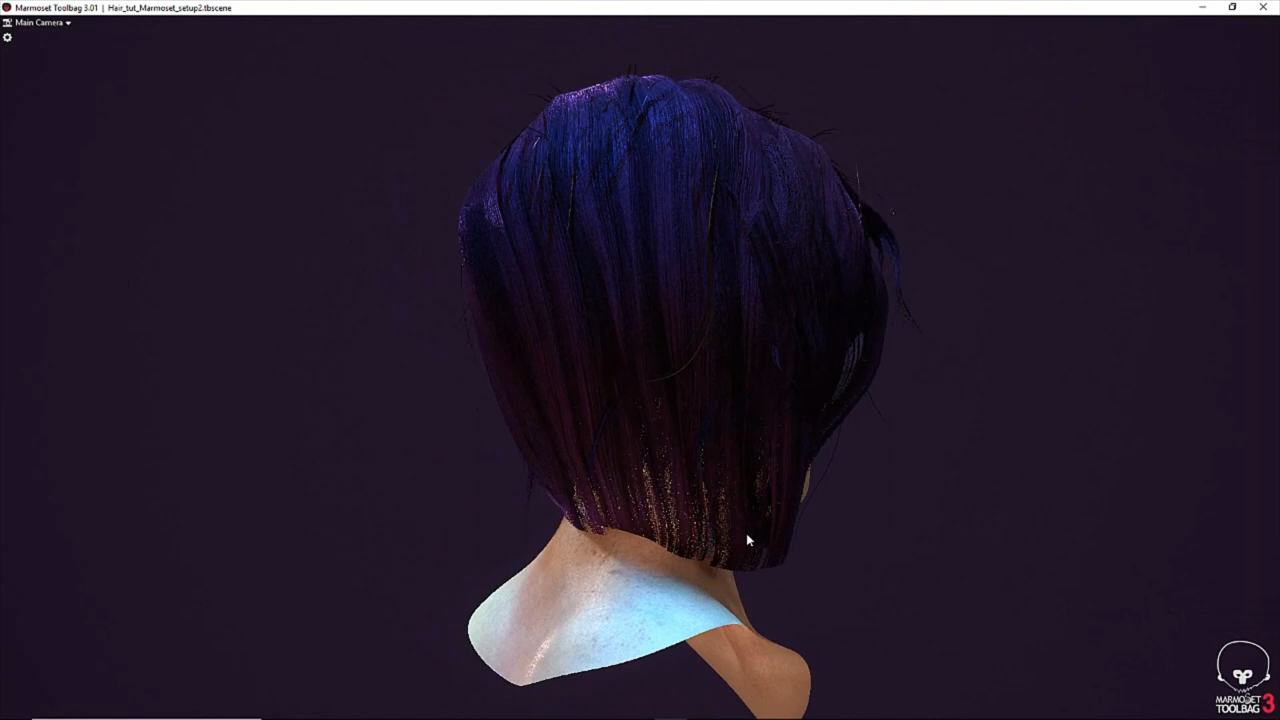 Marmoset Toolbag 3.01 | Hair_tut_Marmoset_setup2.tbscene
Main Camera
MARMOSET
TOOLBAG 3